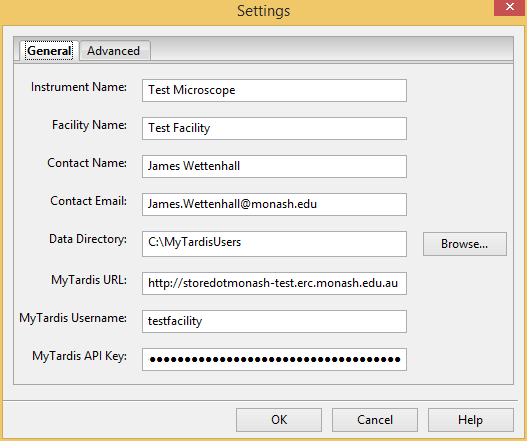 Settings
General Advanced
Instrument Name: Test Microscope
Facility Name: Test Facility
Contact Name: James Wettenhall
Contact Email: James.Wettenhall@monash.edu
Data Directory: C:\MyTardisUsers Browse...
MyTardis URL: http://storedotmonash-test.erc.monash.edu.au
MyTardis Username: testfacility
MyTardis API Key: ●●●●●●●●●●●●●●●●●●●●●●●●●●●●●●●●●●●●
OK Cancel Help